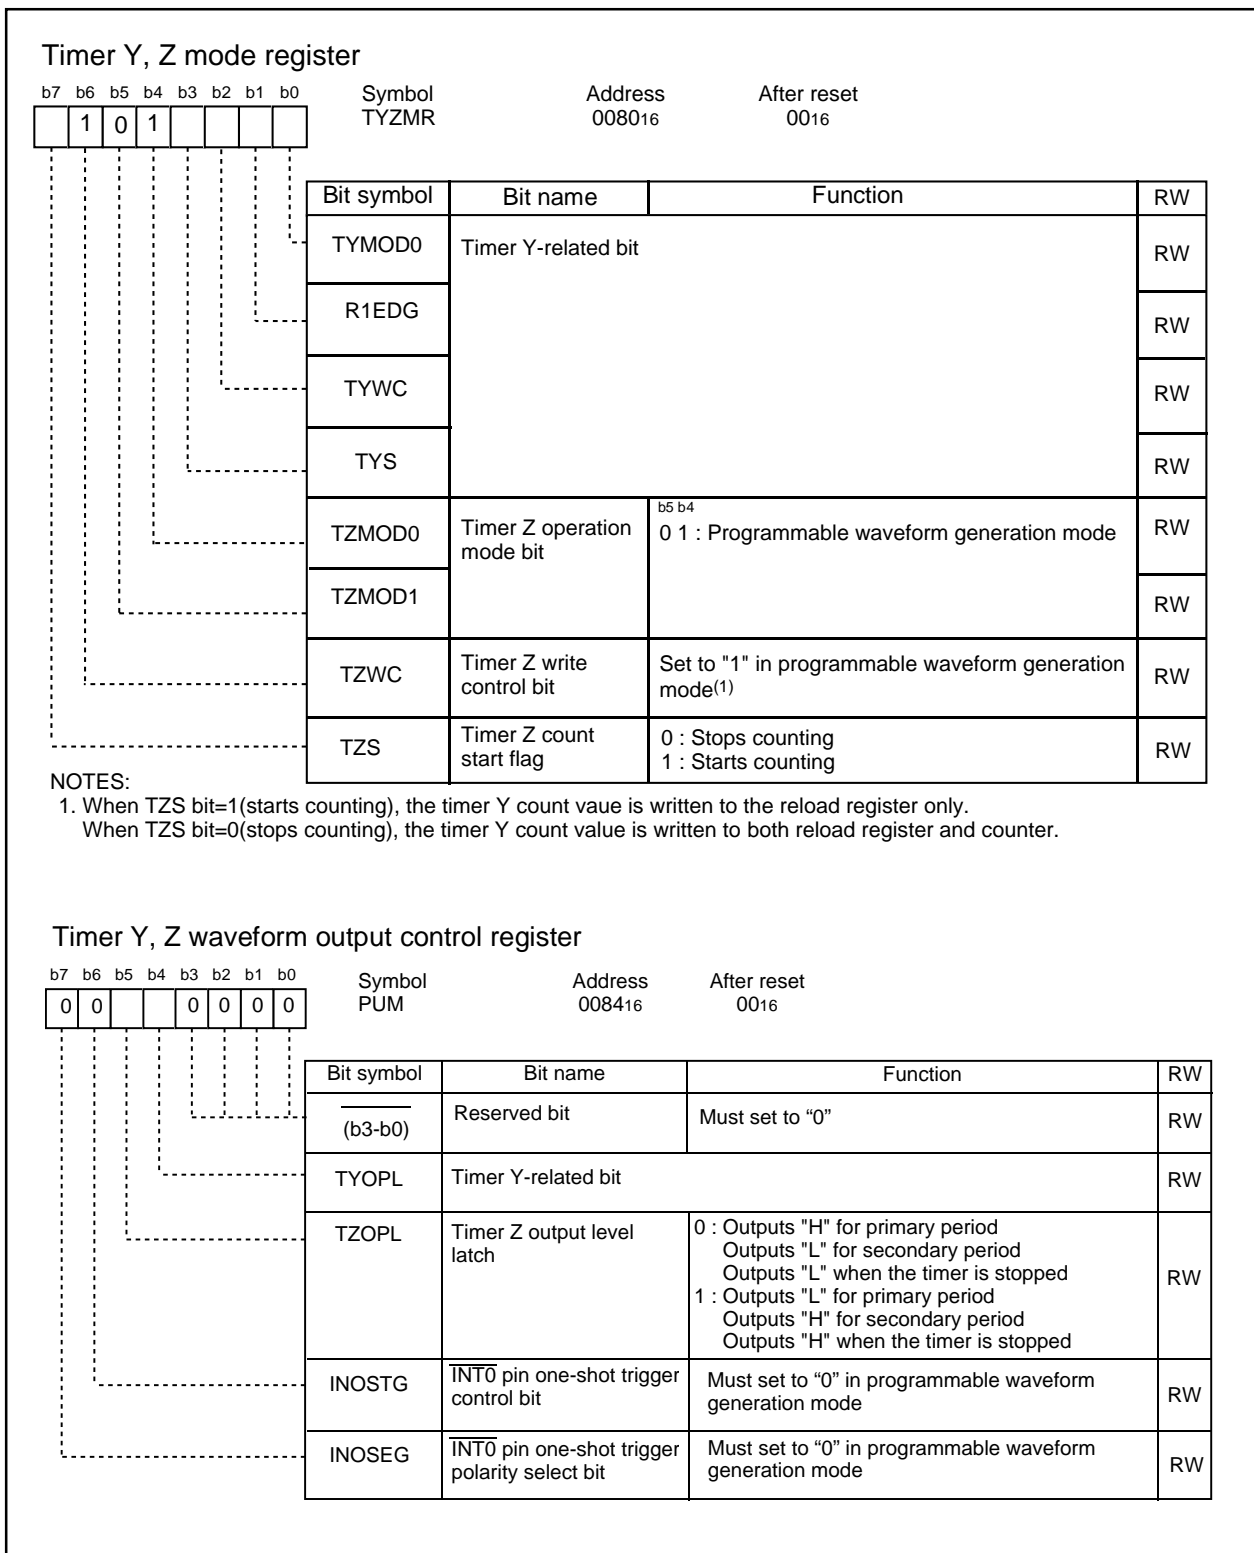 Timer Y, Z mode register
b7 b6 b5 b4 b3 b2 b1 b0
Symbol Address After reset
1 0 1 TYZMR 008016 0016
Bit symbol Bit name Function RW
TYMOD0 Timer Y-related bit RW
R1EDG RW
TYWC RW
TYS RW
b5 b4
TZMOD0 Timer Z operation mode bit 0 1 : Programmable waveform generation mode RW
TZMOD1 RW
TZWC Timer Z write control bit Set to "1" in programmable waveform generation mode(1) RW
TZS Timer Z count start flag 0 : Stops counting
1 : Starts counting RW
NOTES:
1. When TZS bit=1(starts counting), the timer Y count vaue is written to the reload register only.
When TZS bit=0(stops counting), the timer Y count value is written to both reload register and counter.
Timer Y, Z waveform output control register
b7 b6 b5 b4 b3 b2 b1 b0
Symbol Address After reset
0 0 0 0 0 0 PUM 008416 0016
Bit symbol Bit name Function RW
(b3-b0) Reserved bit Must set to “0” RW
TYOPL Timer Y-related bit RW
TZOPL Timer Z output level latch 0 : Outputs "H" for primary period
Outputs "L" for secondary period
Outputs "L" when the timer is stopped
1 : Outputs "L" for primary period
Outputs "H" for secondary period
Outputs "H" when the timer is stopped RW
INOSTG INT0 pin one-shot trigger control bit Must set to “0” in programmable waveform generation mode RW
INOSEG INT0 pin one-shot trigger polarity select bit Must set to “0” in programmable waveform generation mode RW